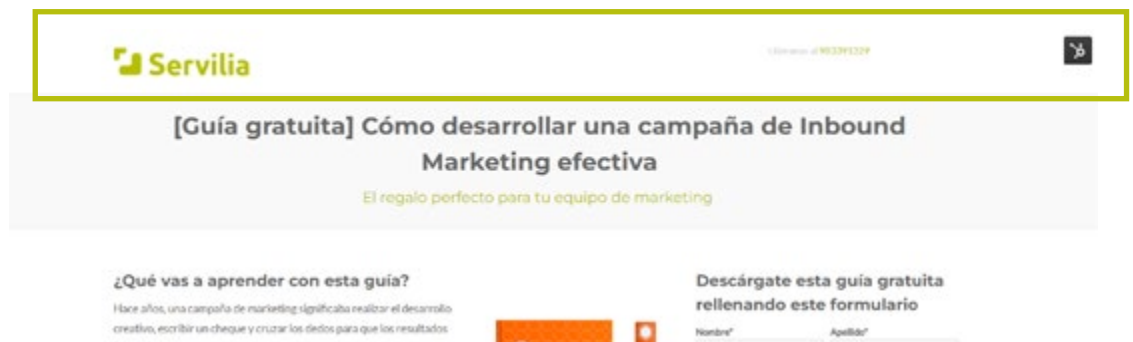 Servilia
[Guía gratuita] Cómo desarrollar una campaña de Inbound
Marketing efectiva
El regalo perfecto para tu equipo de marketing
¿Qué vas a aprender con esta guía?
Hace años, una campaña de marketing significaba realizar el desarrollo
creativo, escribir un cheque y cruzar los dedos para que los resultados
Descárgate esta guía gratuita
rellenando este formulario
Nombre*
Apellido*